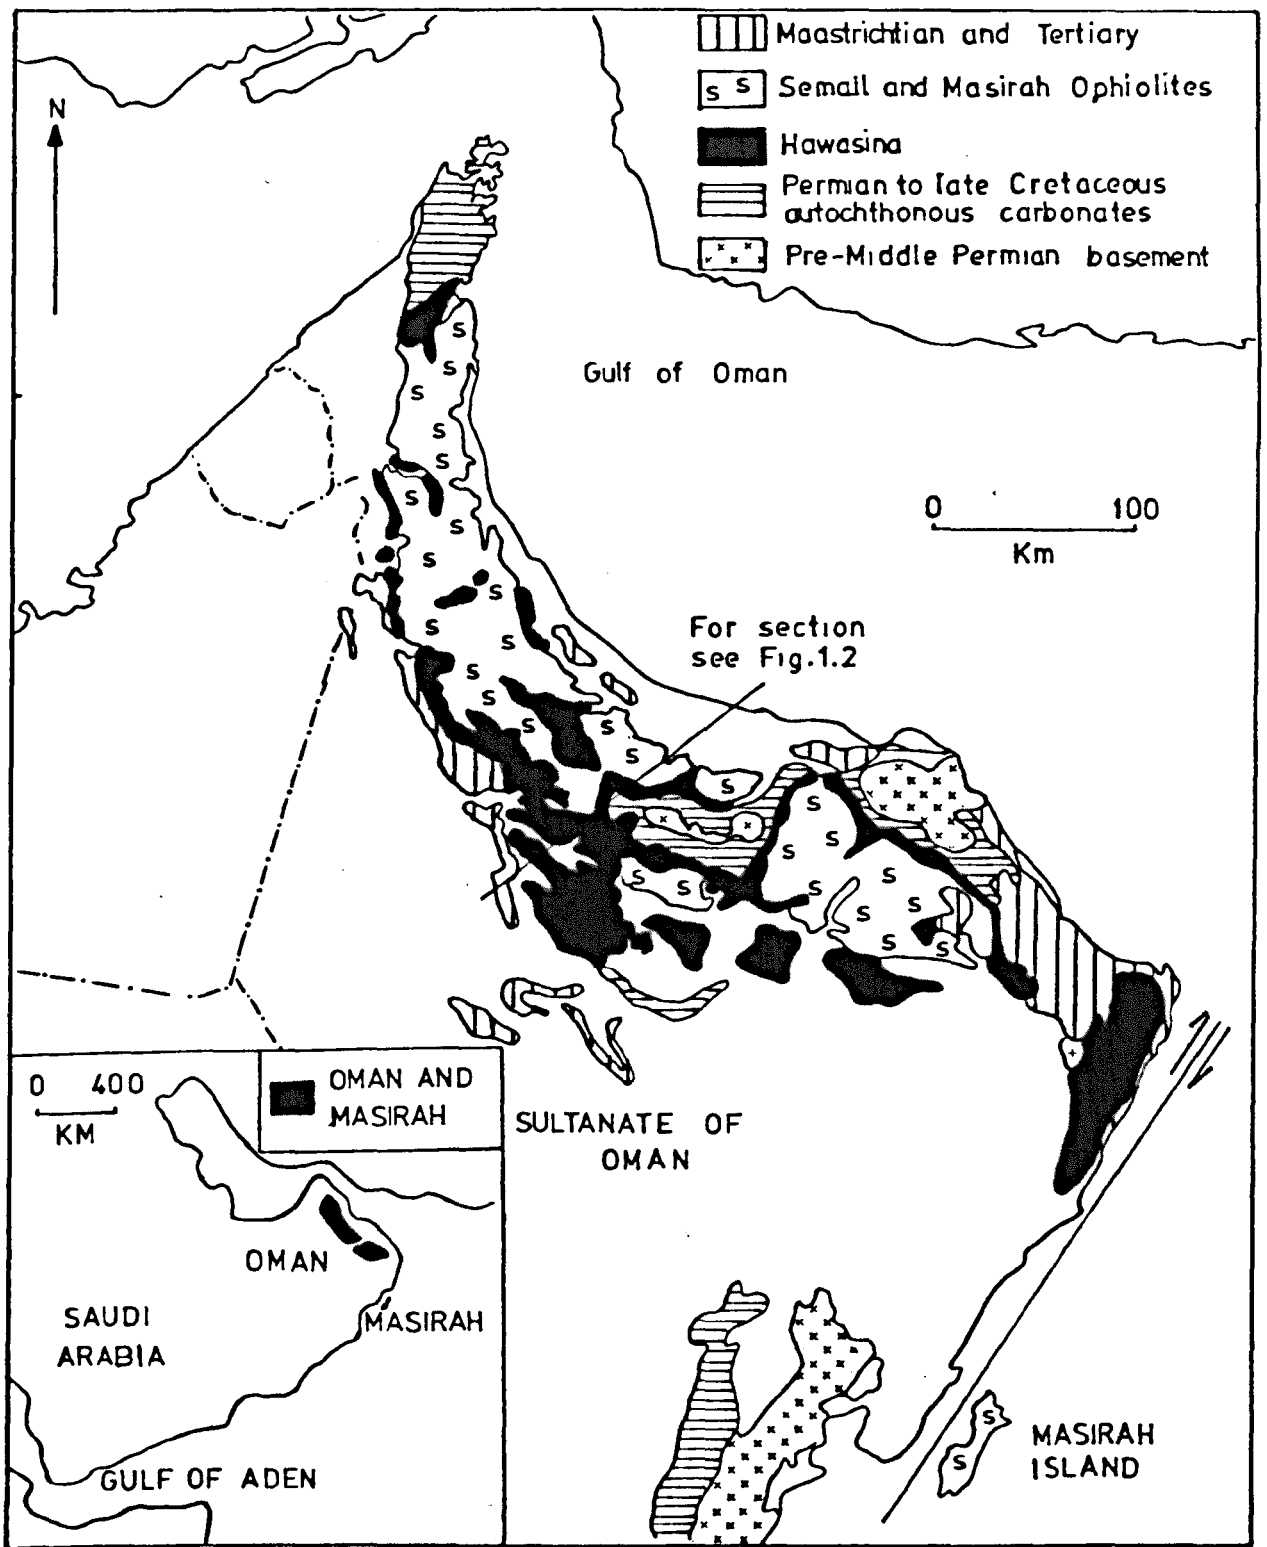 Maastrichtian and Tertiary
S S
Semail and Masirah Ophiolites
Hawasina
Permian to late Cretaceous
autochthonous carbonates
Pre-Middle Permian basement
N
Gulf of Oman
0 100
Km
For section
see Fig.1.2
S S S S S S S S S S S S S S S S S S S S S S S S S S S S S S
SULTANATE OF
OMAN
0 400
KM
OMAN AND
MASIRAH
OMAN
SAUDI
ARABIA
MASIRAH
GULF OF ADEN
S
S
MASIRAH
ISLAND